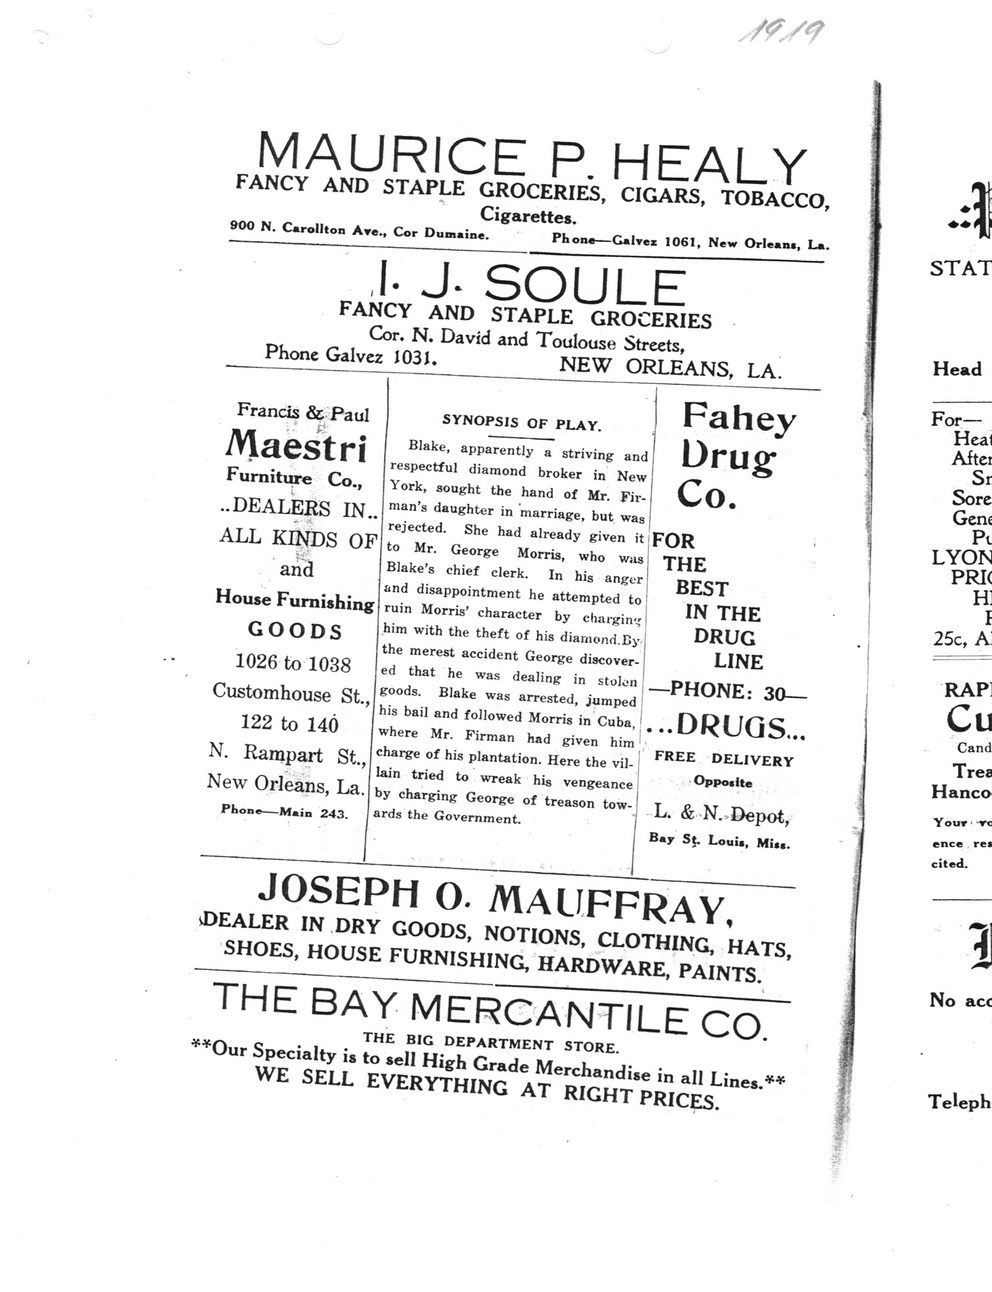 1919
MAURICE P. HEALY
FANCY AND STAPLE GROCERIES, CIGARS, TOBACCO,
Cigarettes.
900 N. Carollton Ave., Cor Dumaine.
Phone—Galvez 1061, New Orleans, La.
I. J. SOULE
FANCY AND STAPLE GROCERIES
Cor. N. David and Toulouse Streets,
Phone Galvez 1031.
NEW ORLEANS, LA.
Francis & Paul
Maestri
Furniture Co.,
..DEALERS IN..
ALL KINDS OF
and
House Furnishing
GOODS
1026 to 1038
Customhouse St.,
122 to 140
N. Rampart St.,
New Orleans, La.
Phone—Main 243.
SYNOPSIS OF PLAY.
Blake, apparently a striving and
respectful diamond broker in New
York, sought the hand of Mr. Fir-
man's daughter in marriage, but was
rejected. She had already given it
to Mr. George Morris, who was
Blake's chief clerk. In his anger
and disappointment he attempted to
ruin Morris' character by charging
him with the theft of his diamond.By
the merest accident George discover-
ed that he was dealing in stolen
goods. Blake was arrested, jumped
his bail and followed Morris in Cuba,
where Mr. Firman had given him
charge of his plantation. Here the vil-
lain tried to wreak his vengeance
by charging George of treason tow-
ards the Government.
Fahey
Drug
Co.
FOR
THE
BEST
IN THE
DRUG
LINE
—PHONE: 30—
...DRUGS...
FREE DELIVERY
Opposite
L. & N. Depot,
Bay St. Louis, Miss.
JOSEPH O. MAUFFRAY,
DEALER IN DRY GOODS, NOTIONS, CLOTHING, HATS,
SHOES, HOUSE FURNISHING, HARDWARE, PAINTS.
THE BAY MERCANTILE CO.
THE BIG DEPARTMENT STORE.
**Our Specialty is to sell High Grade Merchandise in all Lines.**
WE SELL EVERYTHING AT RIGHT PRICES.
STAT
Head
For—
Heat
After
Sore
Gene
LYON
PRIC
25c, A
RAPI
Cu
Cand
Trea
Hanco
Your
ence res
cited.
No acc
Teleph